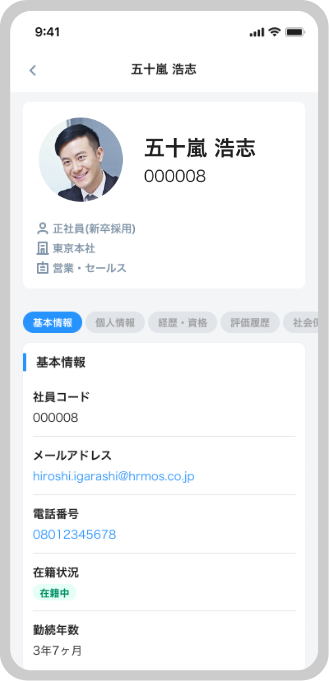 9:41
五十嵐 浩志
五十嵐 浩志
000008
正社員(新卒採用)
東京本社
営業・セールス
基本情報 個人情報 経歴・資格 評価履歴 社会
基本情報
社員コード
000008
メールアドレス
hiroshi.igarashi@hrmos.co.jp
電話番号
08012345678
在籍状況
在籍中
勤続年数
3年7ヶ月